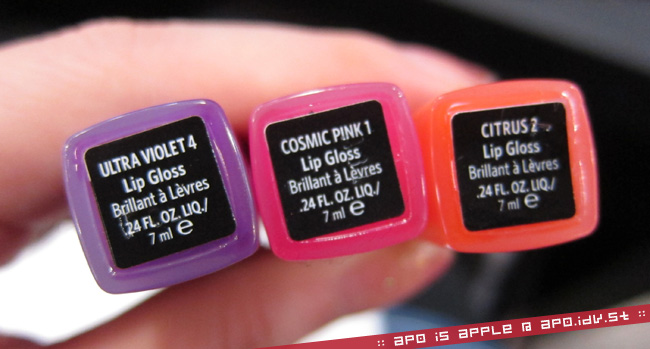 ULTRA VIOLET 4
Lip Gloss
Brillant à Lèvres
.24 FL. OZ. LIQ./
7 ml e
COSMIC PINK 1
Lip Gloss
Brillant à Lèvres
.24 FL. OZ. LIQ./
7 ml e
CITRUS 2
Lip Gloss
Brillant à Lèvres
.24 FL. OZ. LIQ./
7 ml e
:: apo is apple @ apo.idv.st ::